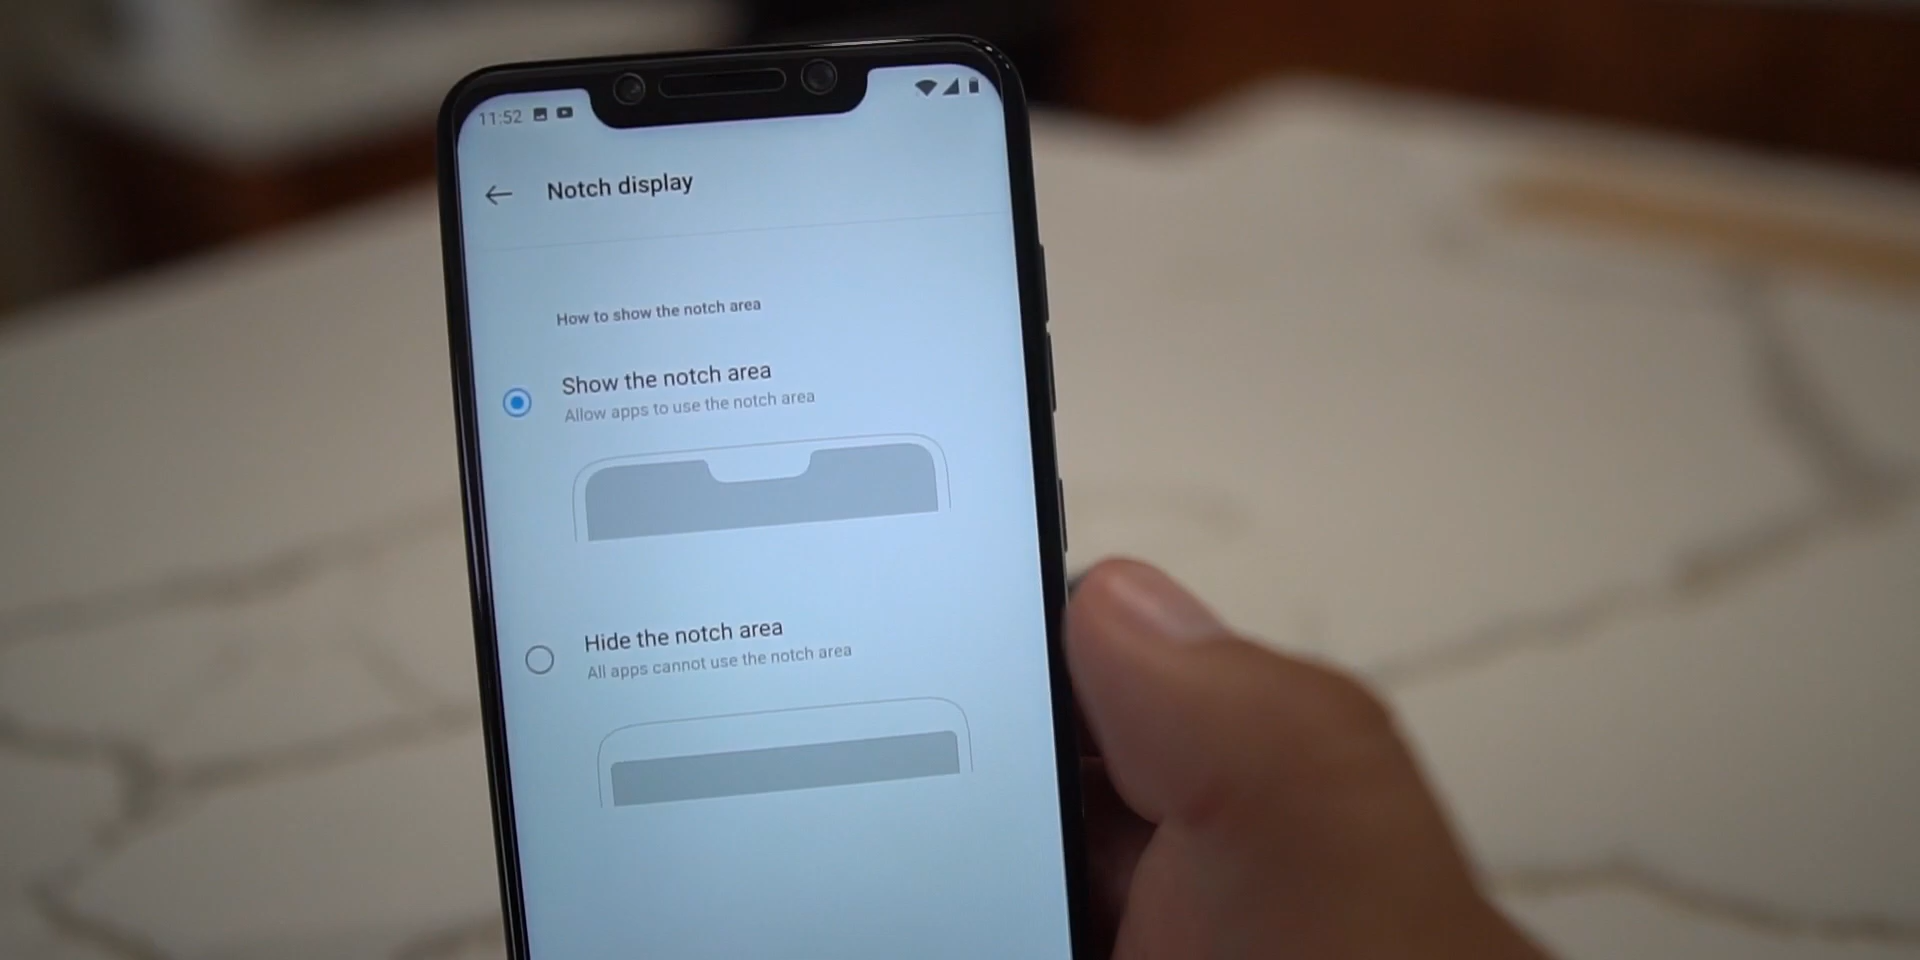 11:52
Notch display
How to show the notch area
Show the notch area
Allow apps to use the notch area
Hide the notch area
All apps cannot use the notch area